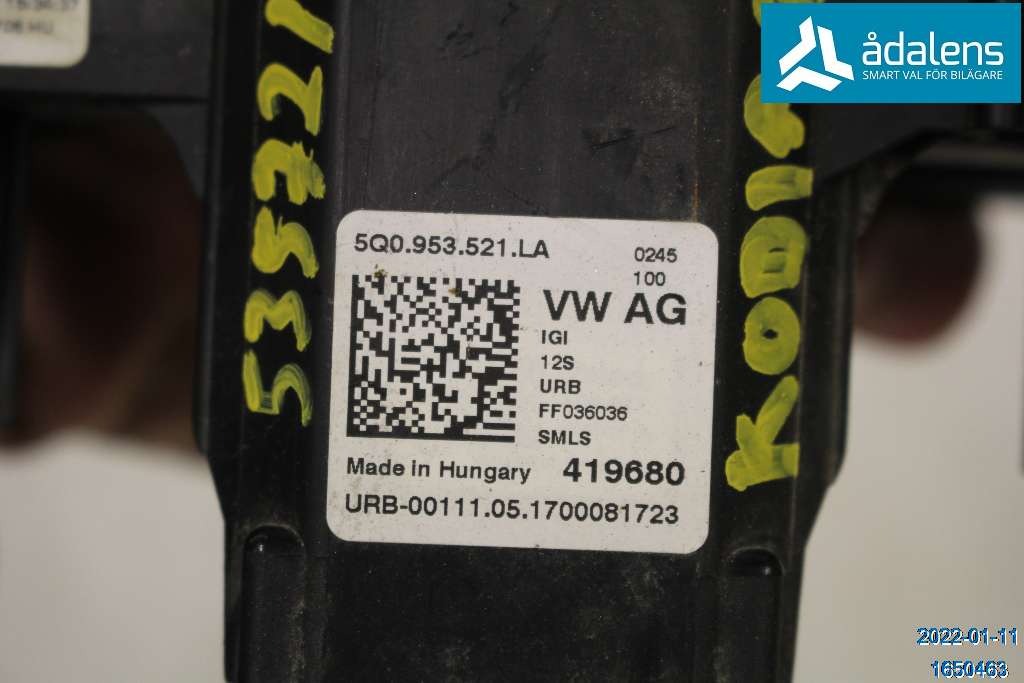 ådalens
SMART VAL FÖR BILÄGARE
5Q0.953.521.LA
0245
100
VW AG
IGI
12S
URB
FF036036
SMLS
Made in Hungary 419680
URB-00111.05.1700081723
2022-01-11
1650463